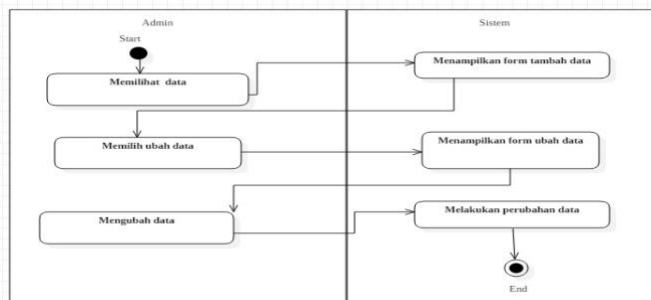 Admin
Sistem
Start
Memilihat data
Menampilkan form tambah data
Memilih ubah data
Menampilkan form ubah data
Mengubah data
Melakukan perubahan data
End